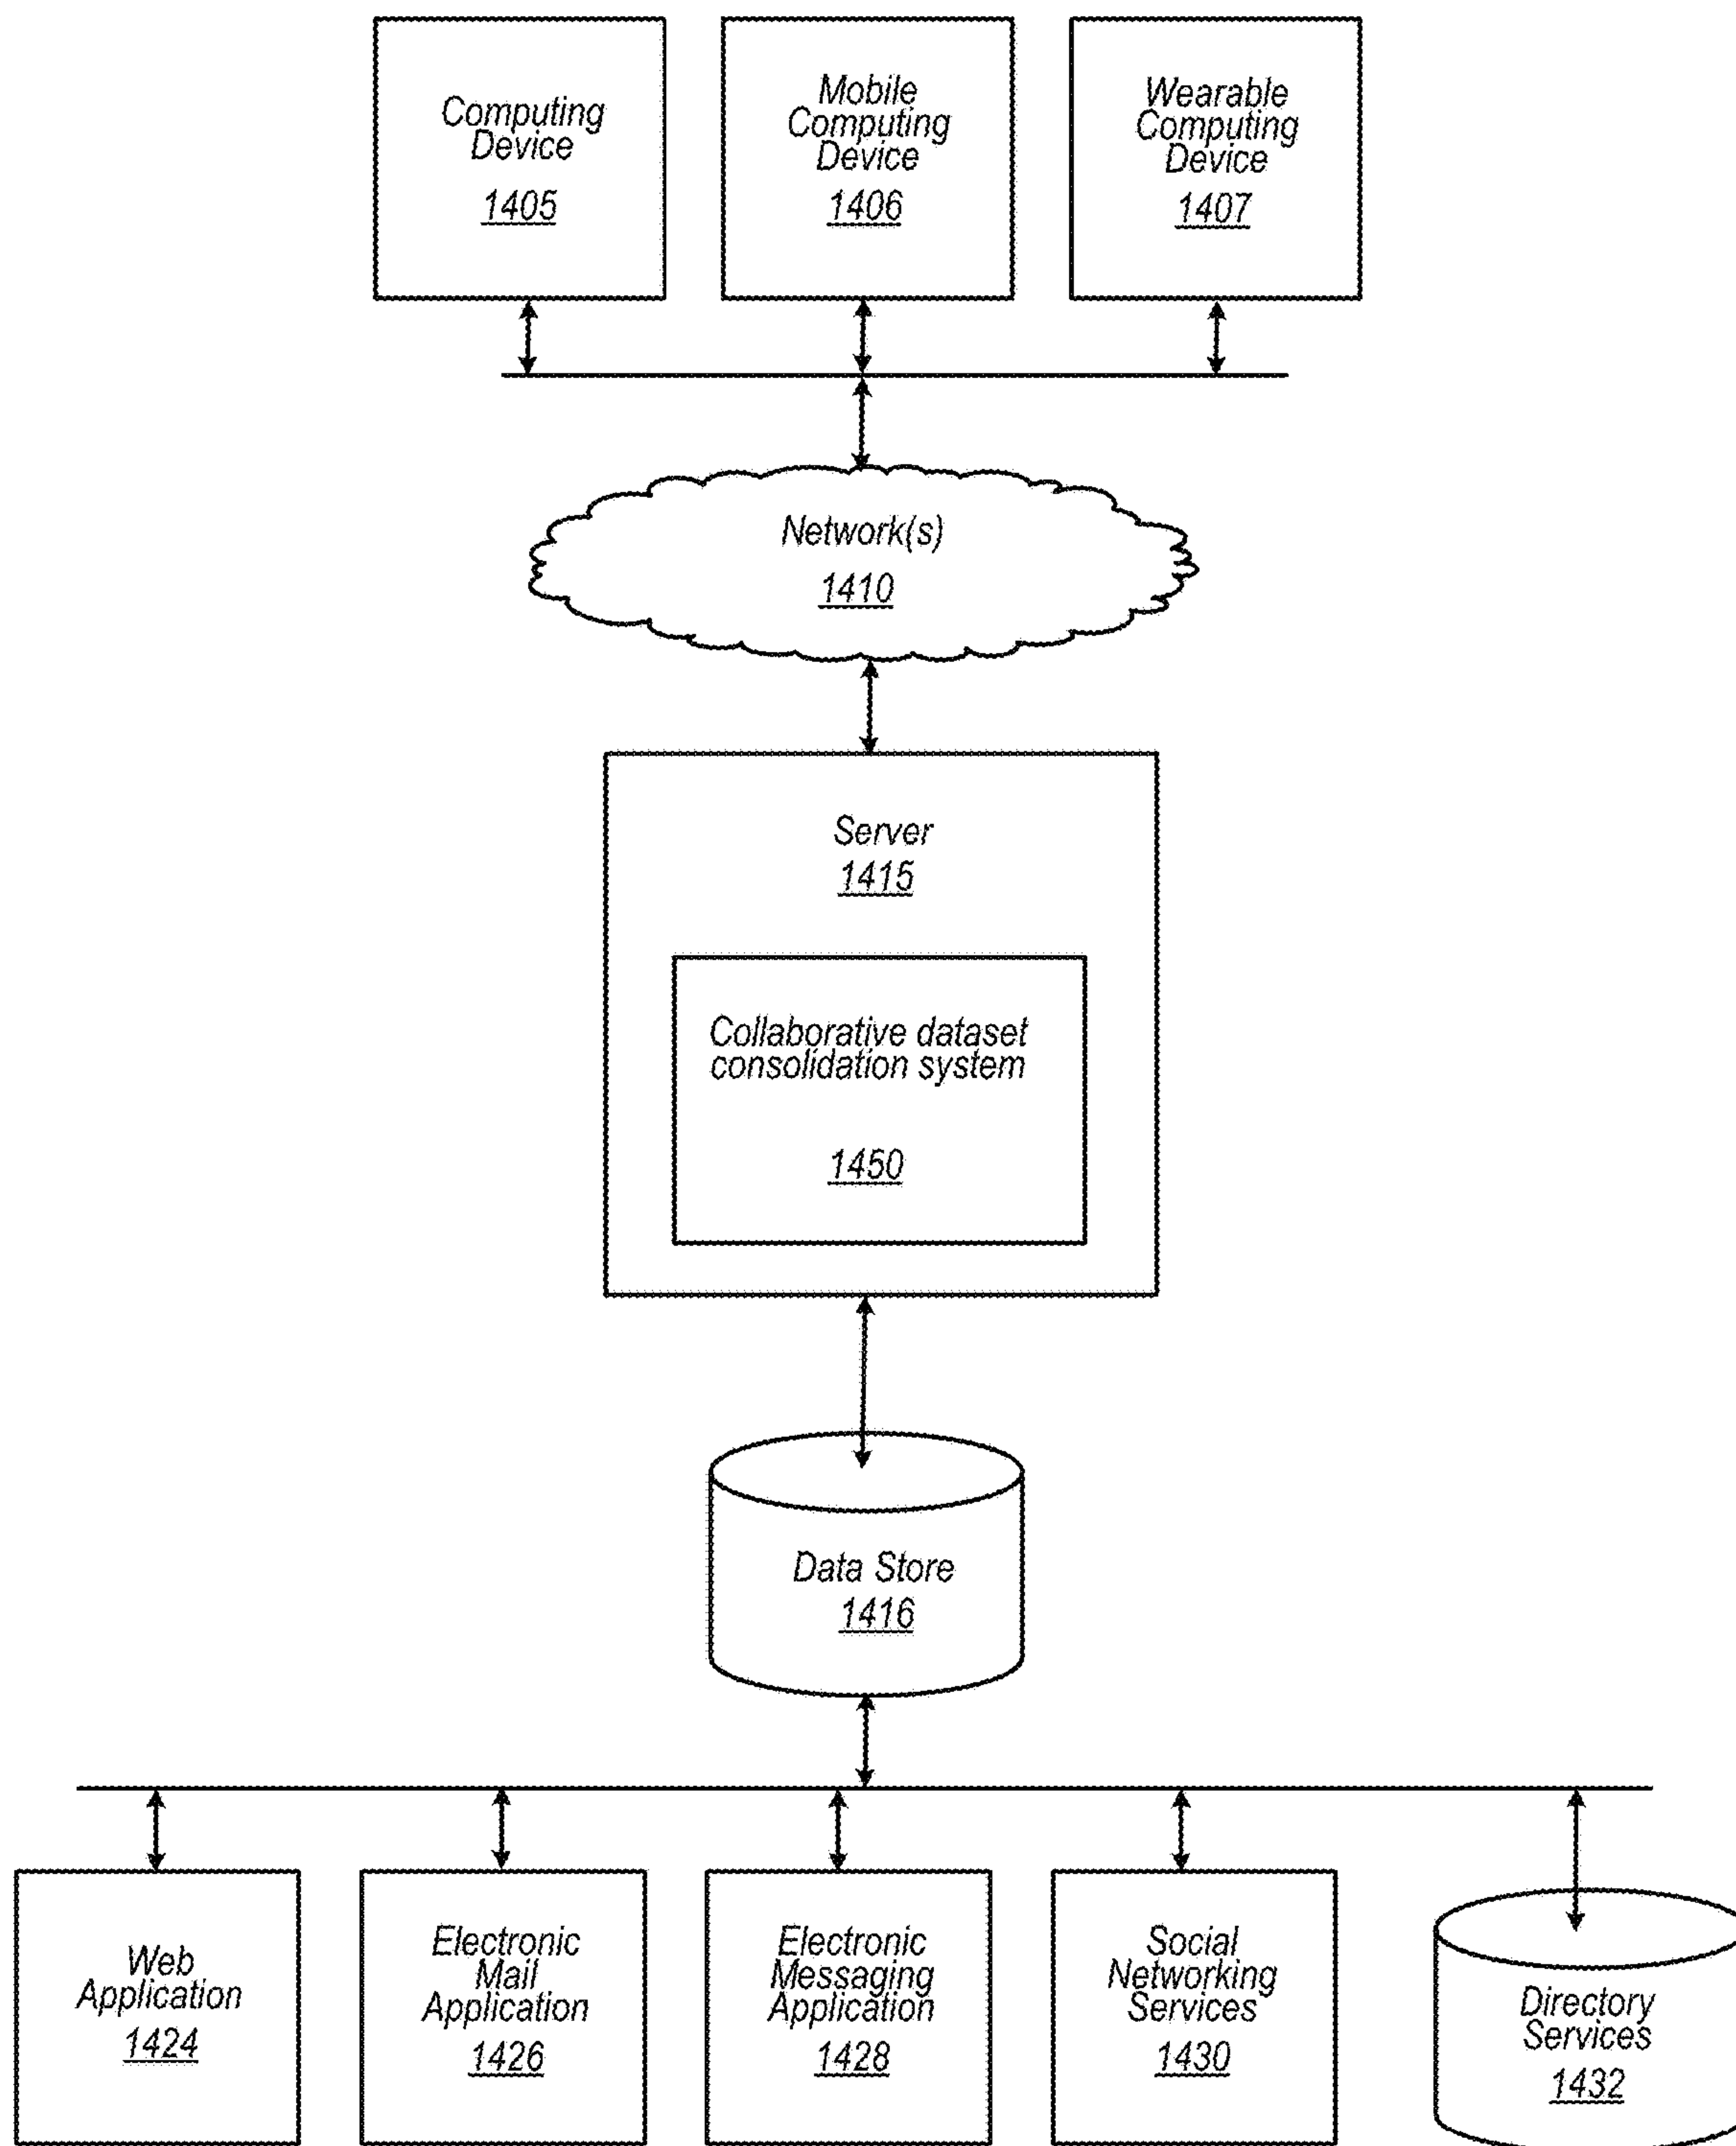 Computing
Device
1405
Mobile
Computing
Device
1406
Wearable
Computing
Device
1407
Network(s)
1410
Server
1415
Collaborative dataset
consolidation system
1450
Data Store
1416
Web
Application
1424
Electronic
Mail
Application
1426
Electronic
Messaging
Application
1428
Social
Networking
Services
1430
Directory
Services
1432